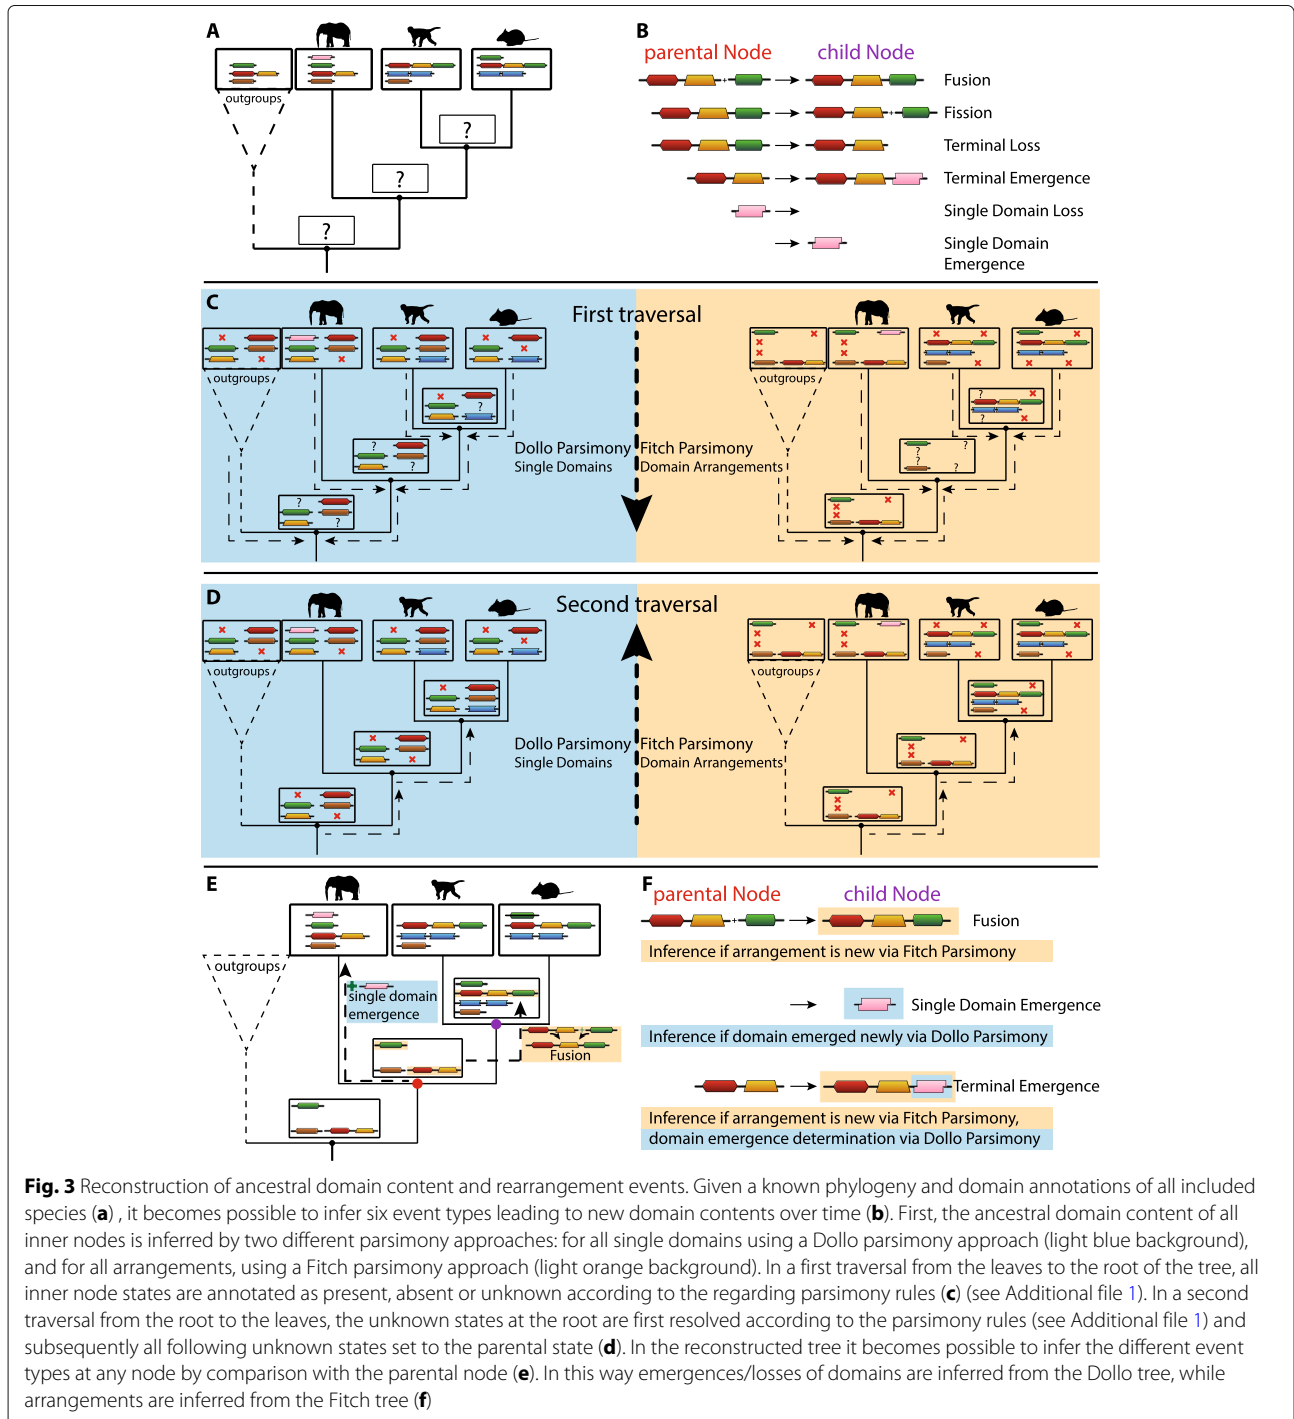 A
outgroups
?
?
?
B
parental Node
child Node
+
Fusion
+
Fission
Terminal Loss
Terminal Emergence
Single Domain Loss
Single Domain
Emergence
C
First traversal
outgroups
?
?
?
?
?
Dollo Parsimony
Single Domains
Fitch Parsimony
Domain Arrangements
outgroups
?
?
?
?
?
?
?
D
Second traversal
outgroups
Dollo Parsimony
Single Domains
Fitch Parsimony
Domain Arrangements
outgroups
E
outgroups
+
single domain
emergence
+
Fusion
F
parental Node
child Node
+
Fusion
Inference if arrangement is new via Fitch Parsimony
Single Domain Emergence
Inference if domain emerged newly via Dollo Parsimony
Terminal Emergence
Inference if arrangement is new via Fitch Parsimony,
domain emergence determination via Dollo Parsimony
Fig. 3 Reconstruction of ancestral domain content and rearrangement events. Given a known phylogeny and domain annotations of all included
species (a) , it becomes possible to infer six event types leading to new domain contents over time (b). First, the ancestral domain content of all
inner nodes is inferred by two different parsimony approaches: for all single domains using a Dollo parsimony approach (light blue background),
and for all arrangements, using a Fitch parsimony approach (light orange background). In a first traversal from the leaves to the root of the tree, all
inner node states are annotated as present, absent or unknown according to the regarding parsimony rules (c) (see Additional file 1). In a second
traversal from the root to the leaves, the unknown states at the root are first resolved according to the parsimony rules (see Additional file 1) and
subsequently all following unknown states set to the parental state (d). In the reconstructed tree it becomes possible to infer the different event
types at any node by comparison with the parental node (e). In this way emergences/losses of domains are inferred from the Dollo tree, while
arrangements are inferred from the Fitch tree (f)